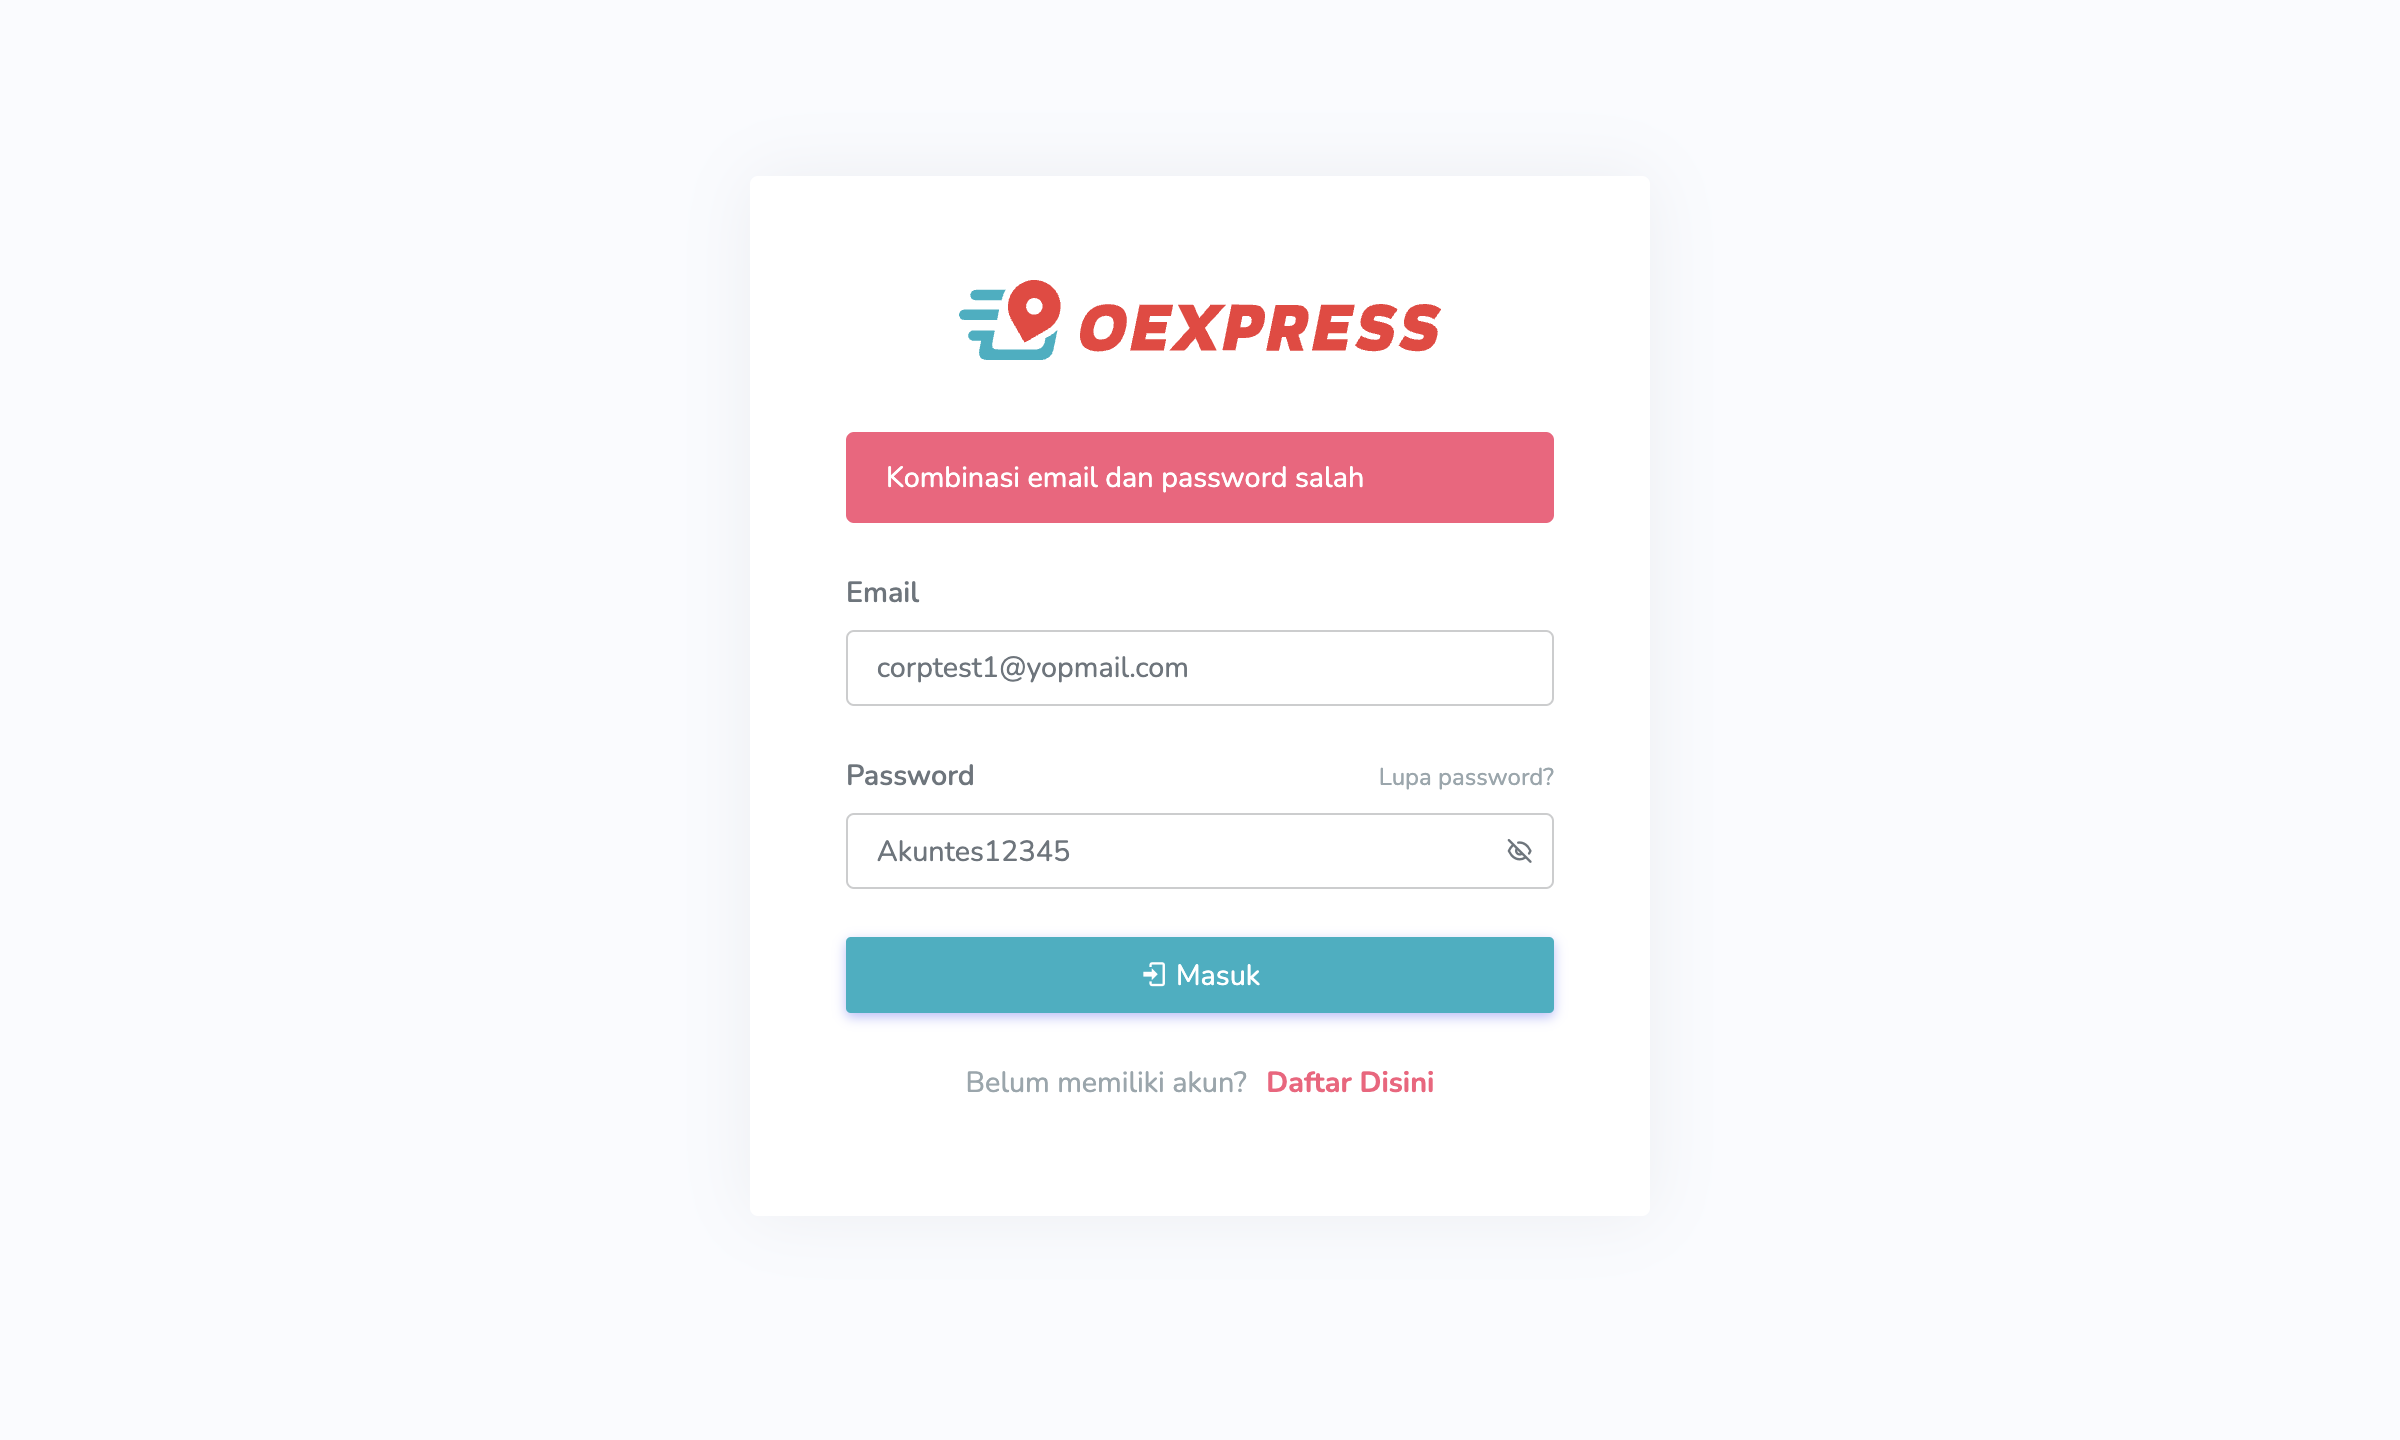 OEXPRESS
Kombinasi email dan password salah
Email
corptest1@yopmail.com
Password
Lupa password?
Akuntes12345
Masuk
Belum memiliki akun? Daftar Disini